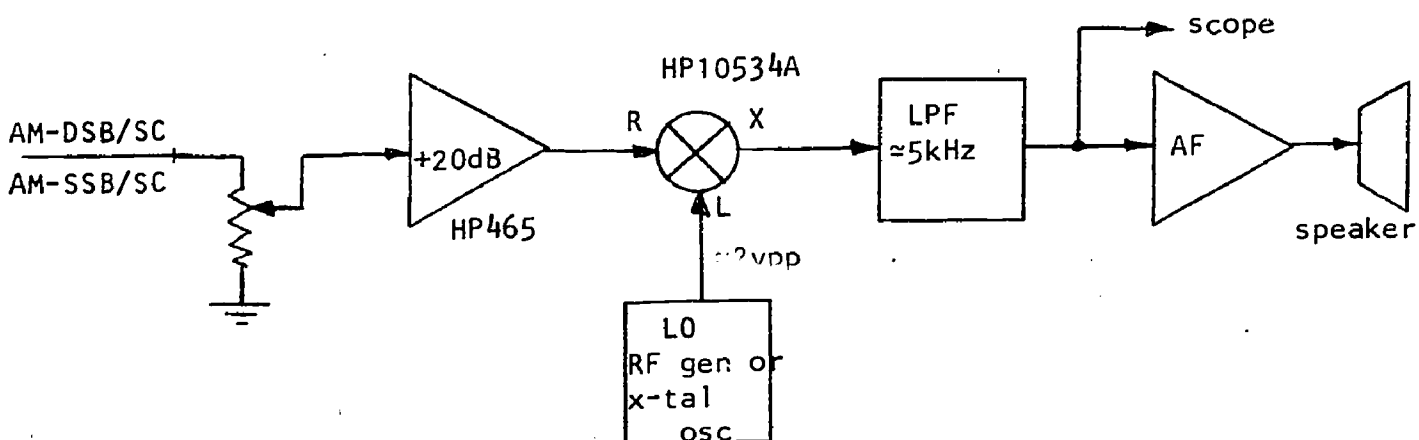 scope
HP10534A
AM-DSB/SC
AM-SSB/SC
+20dB
HP465
R
X
L
LPF
≃5kHz
AF
speaker
LO
RF gen or
x-tal
osc